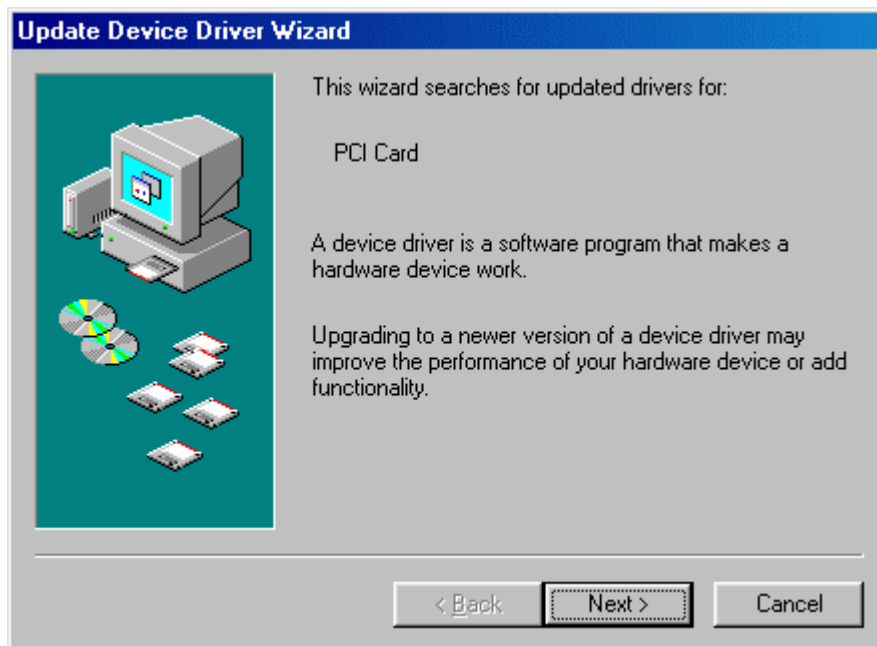 Update Device Driver Wizard
This wizard searches for updated drivers for:
PCI Card
A device driver is a software program that makes a
hardware device work.
Upgrading to a newer version of a device driver may
improve the performance of your hardware device or add
functionality.
< Back
Next >
Cancel